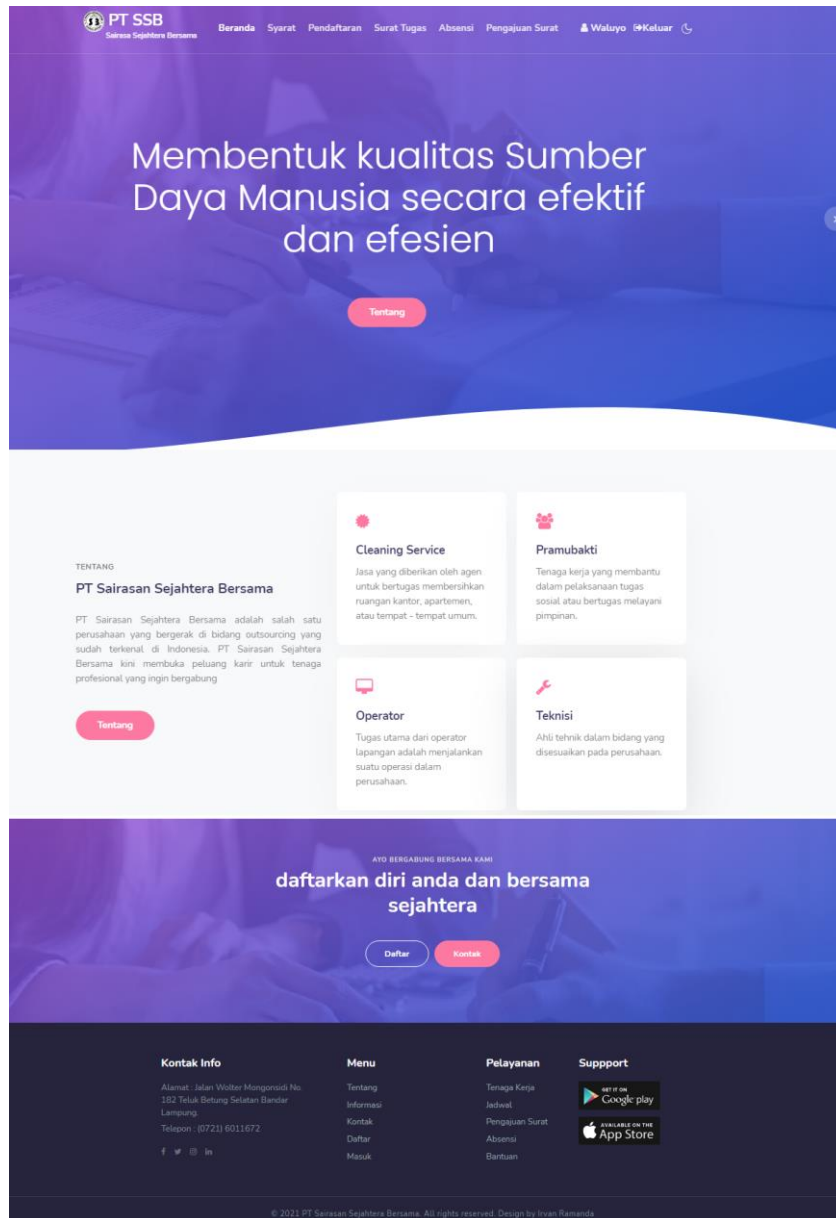 PT SSB
Sairasa Sejahtera Bersama
Beranda Syarat Pendaftaran Surat Tugas Absensi Pengajuan Surat Waluyo Keluar
Membentuk kualitas Sumber
Daya Manusia secara efektif
dan efesien
Tentang
TENTANG
PT Sairasan Sejahtera Bersama
PT Sairasan Sejahtera Bersama adalah salah satu
perusahaan yang bergerak di bidang outsourcing yang
sudah terkenal di Indonesia. PT Sairasan Sejahtera
Bersama kini membuka peluang karir untuk tenaga
profesional yang ingin bergabung
Tentang
Cleaning Service
Jasa yang diberikan oleh agen
untuk bertugas membersihkan
ruangan kantor, apartemen,
atau tempat - tempat umum.
Pramubakti
Tenaga kerja yang membantu
dalam pelaksanaan tugas
sosial atau bertugas melayani
pimpinan.
Operator
Tugas utama dari operator
lapangan adalah menjalankan
suatu operasi dalam
perusahaan.
Teknisi
Ahli tehnik dalam bidang yang
disesuaikan pada perusahaan.
AYO BERGABUNG BERSAMA KAMI
daftarkan diri anda dan bersama
sejahtera
Daftar
Kontak
Kontak Info
Alamat : Jalan Wolter Mongonsidi No.
182 Teluk Betung Selatan Bandar
Lampung.
Telepon : (0721) 6011672
Menu
Tentang
Informasi
Kontak
Daftar
Masuk
Pelayanan
Tenaga Kerja
Jadwal
Pengajuan Surat
Absensi
Bantuan
Suppport
GET IT ON
Google play
AVAILABLE ON THE
App Store
© 2021 PT Sairasan Sejahtera Bersama. All rights reserved. Design by Irvan Ramanda